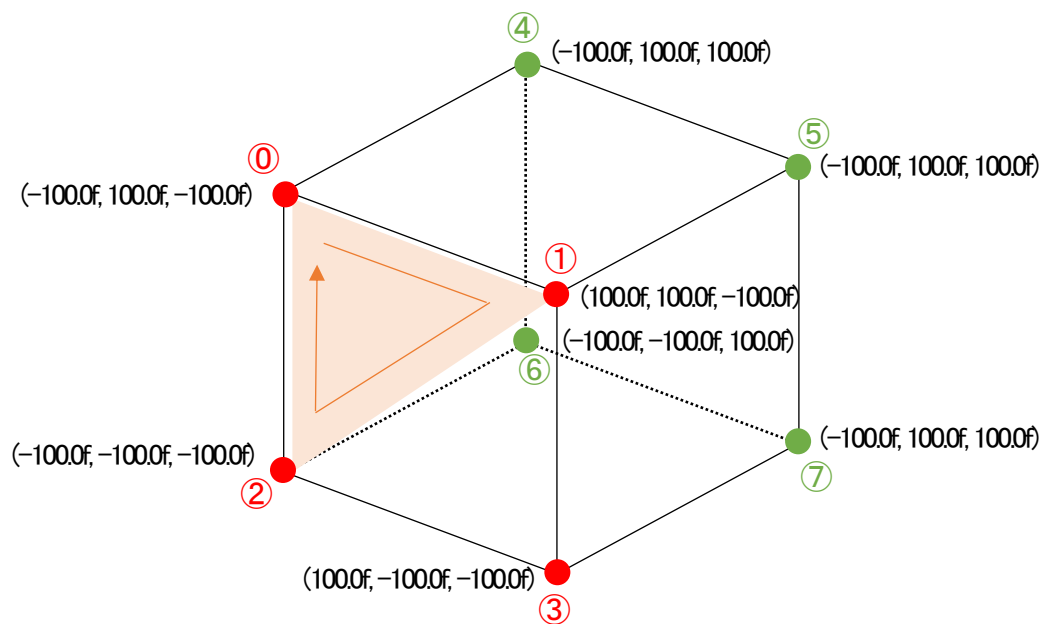 ④
(-100.0f, 100.0f, 100.0f)
⑤
(-100.0f, 100.0f, 100.0f)
⓪
(-100.0f, 100.0f, -100.0f)
①
(100.0f, 100.0f, -100.0f)
(-100.0f, -100.0f, 100.0f)
⑥
(-100.0f, 100.0f, 100.0f)
⑦
(-100.0f, -100.0f, -100.0f)
②
(100.0f, -100.0f, -100.0f)
③